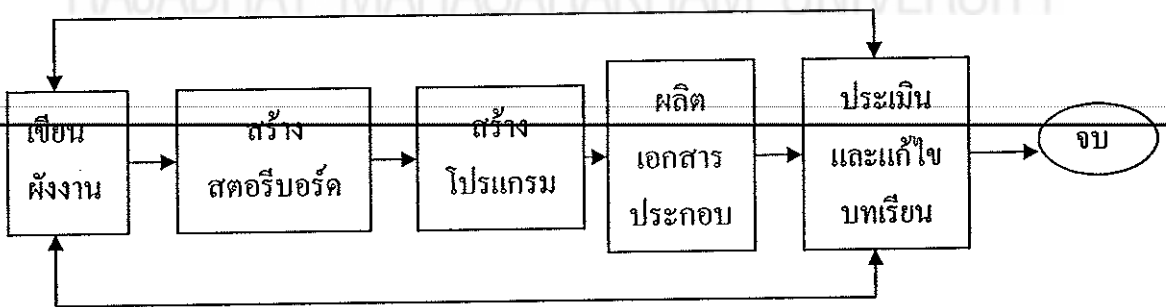 RAJABHAT MAHASARAKHAM UNIVERSITY
เขียน
ผังงาน
สร้าง
สตอรีบอร์ด
สร้าง
โปรแกรม
ผลิต
เอกสาร
ประกอบ
ประเมิน
และแก้ไข
บทเรียน
จบ